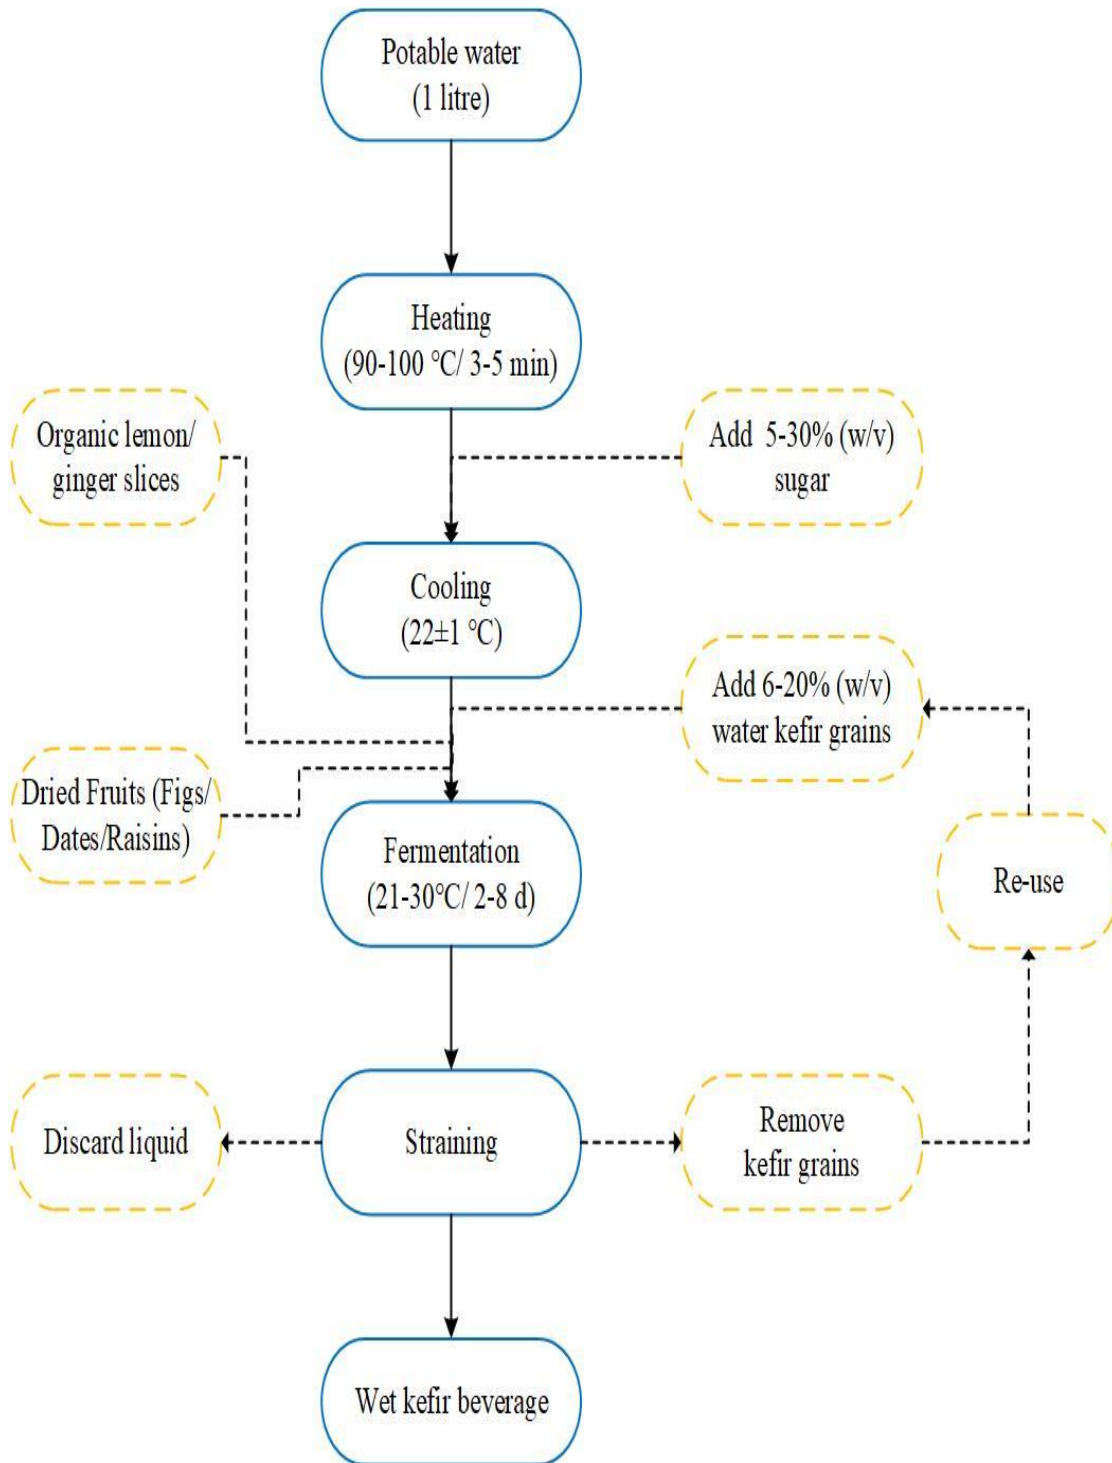 Potable water
(1 litre)
Heating
(90-100 °C/ 3-5 min)
Organic lemon/
ginger slices
Add 5-30% (w/v)
sugar
Cooling
(22±1 °C)
Add 6-20% (w/v)
water kefir grains
Dried Fruits (Figs/
Dates/Raisins)
Fermentation
(21-30°C/ 2-8 d)
Re-use
Discard liquid
Straining
Remove
kefir grains
Wet kefir beverage